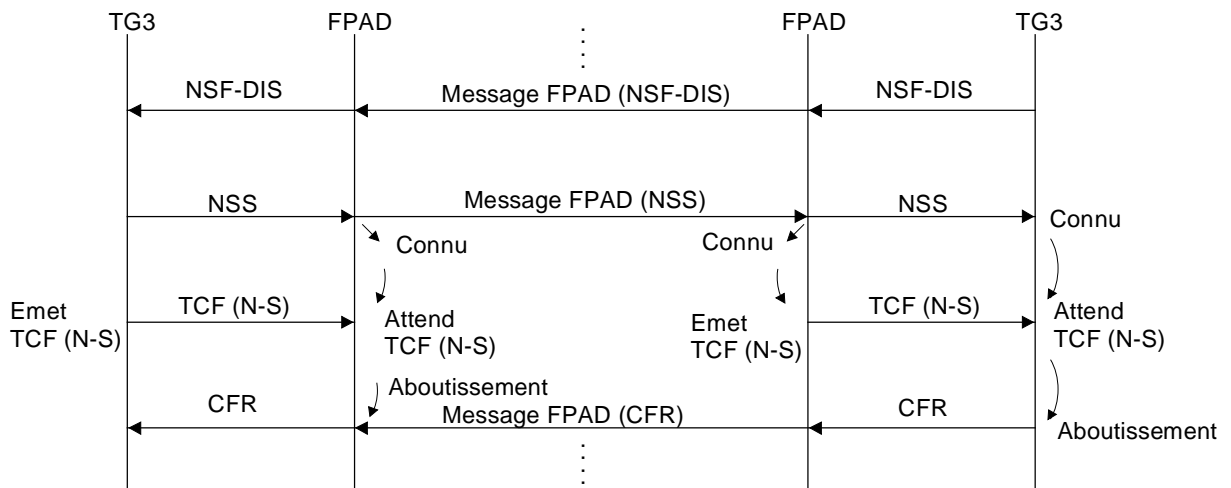 TG3 FPAD FPAD TG3
NSF-DIS Message FPAD (NSF-DIS) NSF-DIS
NSS Message FPAD (NSS) NSS
Connu Connu Connu
Emet
TCF (N-S)
TCF (N-S)
Attend
TCF (N-S)
Emet
TCF (N-S)
TCF (N-S)
Attend
TCF (N-S)
Aboutissement
CFR Message FPAD (CFR) CFR
Aboutissement